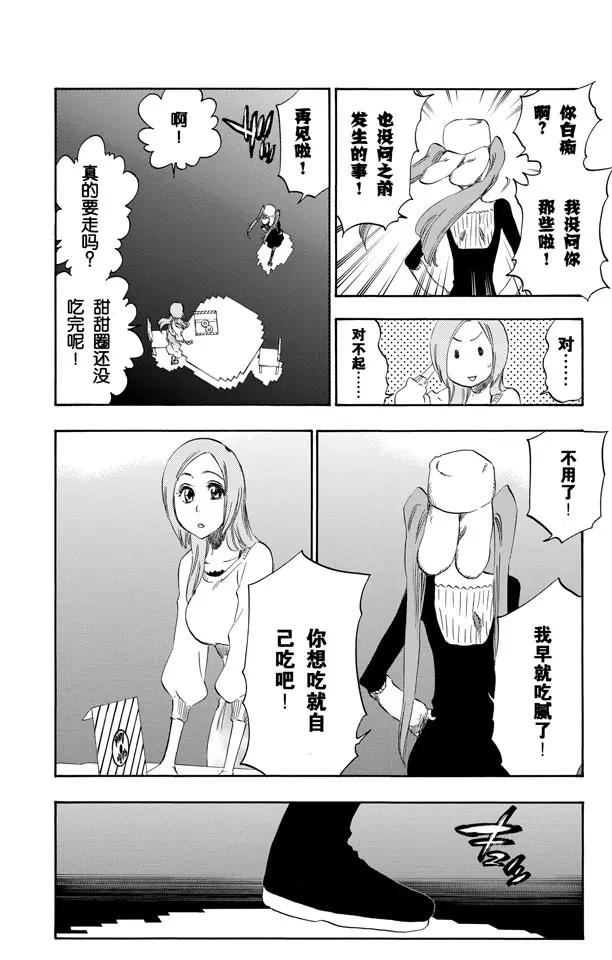 你白痴
啊？
我没问你
那些啦！
也没问之前
发生的事！
对……
对不起……
再见啦！
啊！
真的要走吗？
甜甜圈还没
吃完呢！
不用了！
我早就吃腻了！
你想吃就自
己吃吧！